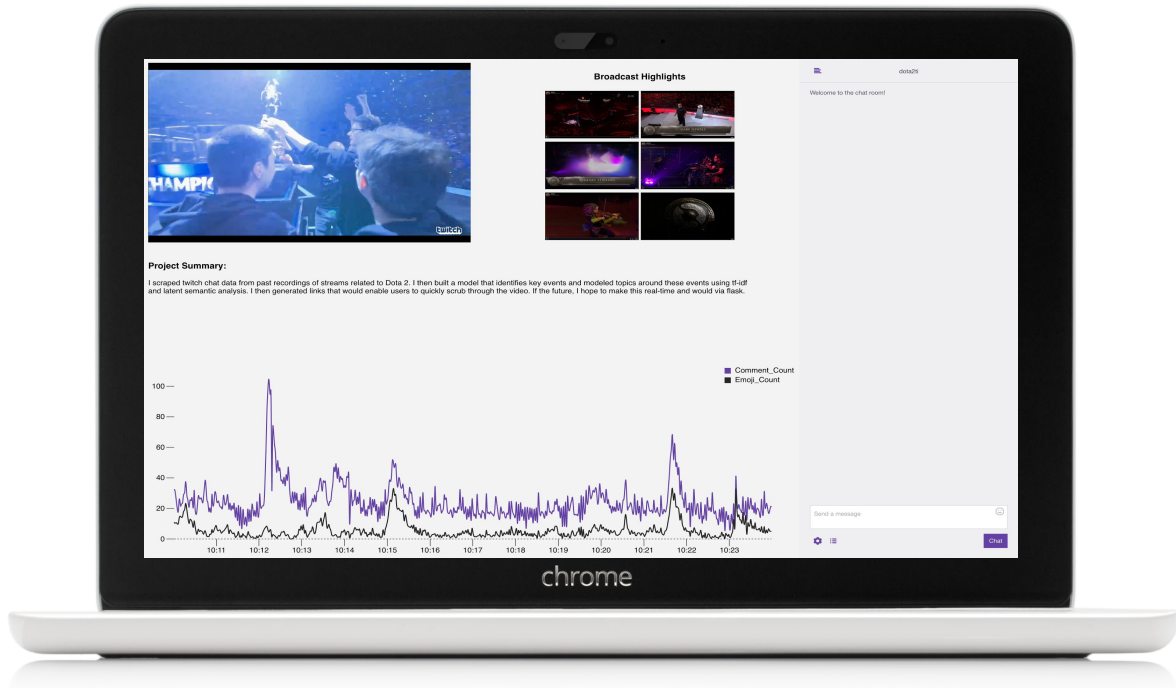 HAMPIO
twitch
Broadcast Highlights
dota2ti
Welcome to the chat room!
Project Summary:
I scraped twitch chat data from past recordings of streams related to Dota 2. I then built a model that identifies key events and modeled topics around these events using tf-idf
and latent semantic analysis. I then generated links that would enable users to quickly scrub through the video. If the future, I hope to make this real-time and would via flask.
Comment_Count
Emoji_Count
100
80
60
40
20
0
10:11 10:12 10:13 10:14 10:15 10:16 10:17 10:18 10:19 10:20 10:21 10:22 10:23
Send a message
Chat
chrome